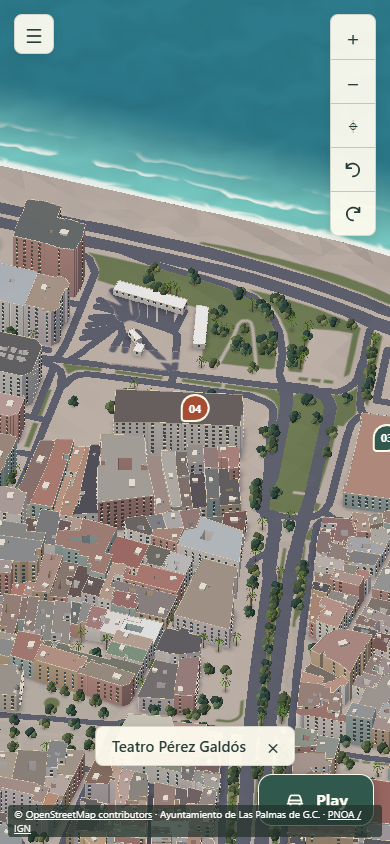 04
03
Teatro Pérez Galdós ×
Play
© OpenStreetMap contributors · Ayuntamiento de Las Palmas de G.C. · PNOA /
IGN